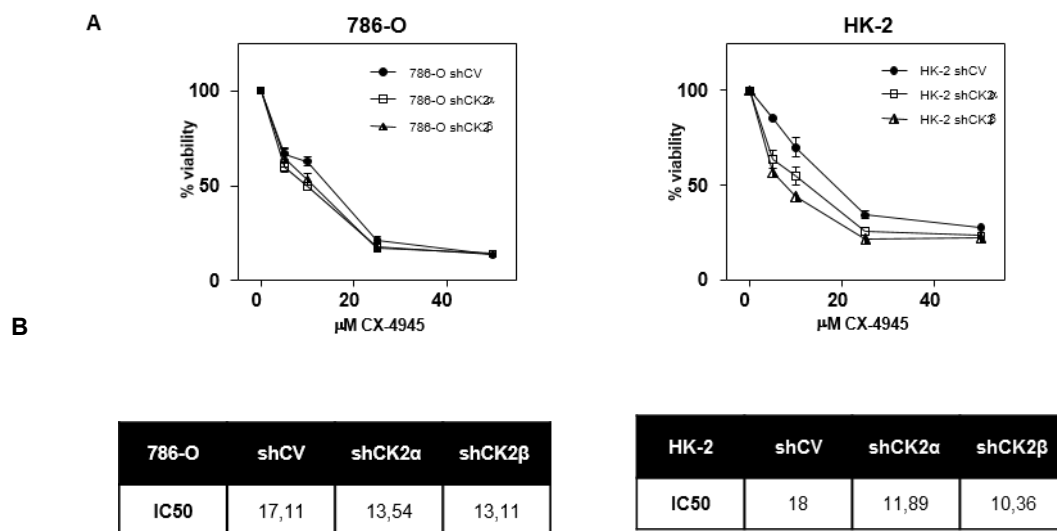 A
786-O
HK-2
786-O shCV
786-O shCK2α
786-O shCK2β
% viability
100
50
0
0 20 40
μM CX-4945
HK-2 shCV
HK-2 shCK2α
HK-2 shCK2β
% viability
100
50
0
0 20 40
μM CX-4945
B
786-O shCV shCK2α shCK2β
IC50 17,11 13,54 13,11
HK-2 shCV shCK2α shCK2β
IC50 18 11,89 10,36